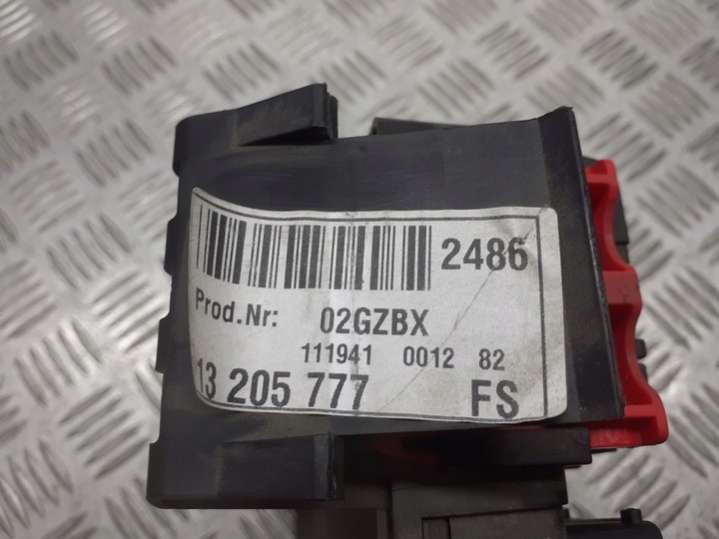 2486
Prod.Nr: 02GZBX
111941 0012 82
13 205 777 FS